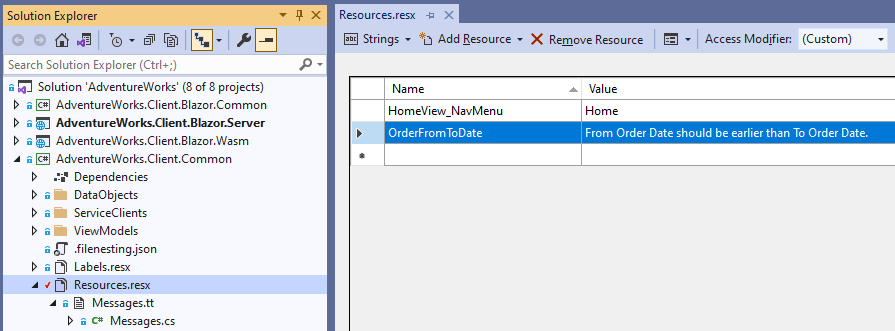 Solution Explorer
Search Solution Explorer (Ctrl+;)
Solution 'AdventureWorks' (8 of 8 projects)
C# AdventureWorks.Client.Blazor.Common
AdventureWorks.Client.Blazor.Server
AdventureWorks.Client.Blazor.Wasm
C# AdventureWorks.Client.Common
Dependencies
DataObjects
ServiceClients
ViewModels
.filenesting.json
Labels.resx
Resources.resx
Messages.tt
C# Messages.cs
Resources.resx
Strings Add Resource Remove Resource Access Modifier: (Custom)
Name Value
HomeView_NavMenu Home
OrderFromToDate From Order Date should be earlier than To Order Date.